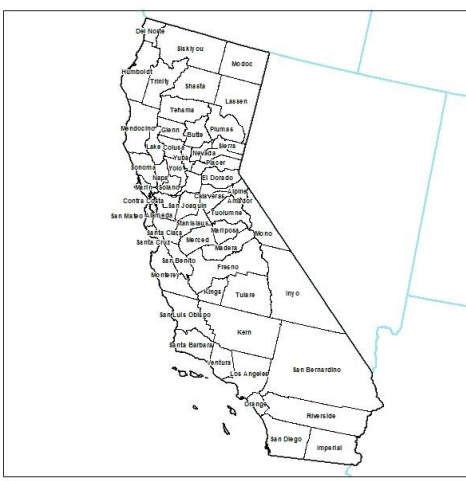 Del Norte
Siskiyou
Modoc
Humboldt
Trinity
Shasta
Lassen
Tehama
Mendocino
Glenn
Butte
Plumas
Lake
Colusa
Sierra
Nevada
Yuba
Placer
Sonoma
Napa
Yolo
El Dorado
Marin
Solano
Alpine
Amador
Contra Costa
Calaveras
San Joaquin
Tuolumne
San Mateo
Alameda
Stanislaus
Mariposa
Mono
Santa Clara
Santa Cruz
Merced
Madera
San Benito
Fresno
Monterey
Kings
Tulare
Inyo
San Luis Obispo
Kern
Santa Barbara
Ventura
Los Angeles
San Bernardino
Orange
Riverside
San Diego
Imperial